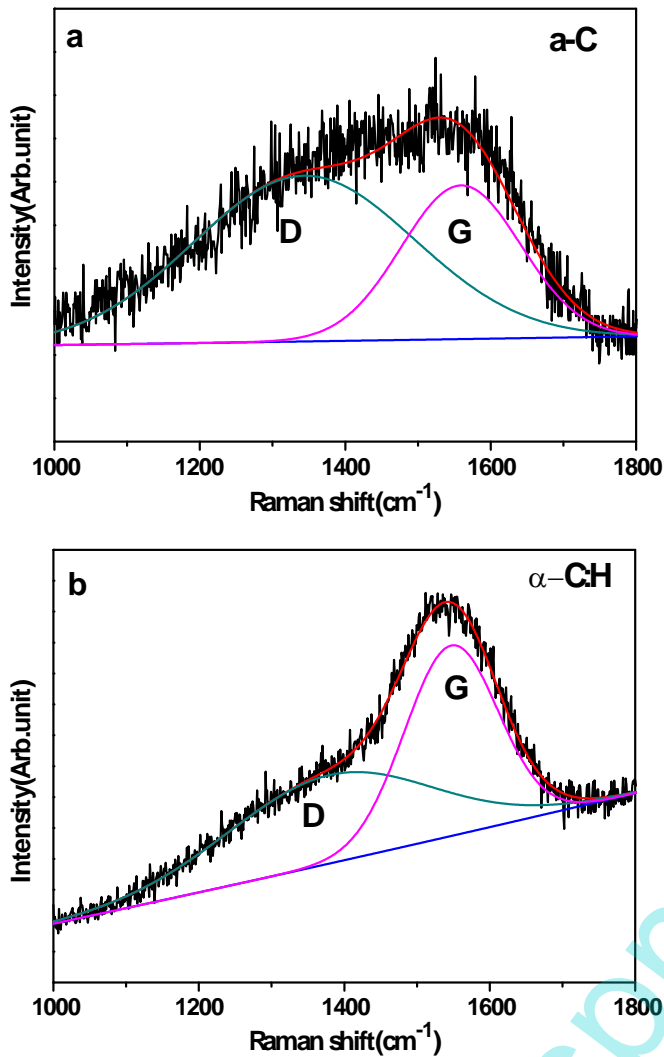 a
a-C
D
G
Intensity(Arb.unit)
1000 1200 1400 1600 1800
Raman shift(cm⁻¹)
b
α–C:H
G
D
Intensity(Arb.unit)
1000 1200 1400 1600 1800
Raman shift(cm⁻¹)